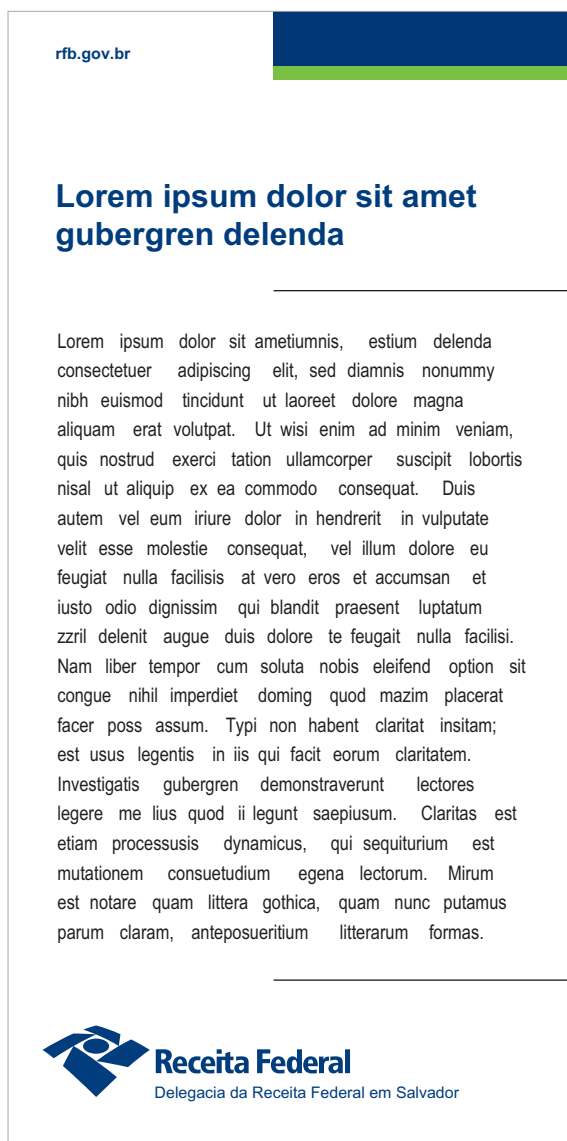 rfb.gov.br
Lorem ipsum dolor sit amet
gubergren delenda
Lorem ipsum dolor sit ametiumnis, estium delenda
consectetuer adipiscing elit, sed diamnis nonummy
nibh euismod tincidunt ut laoreet dolore magna
aliquam erat volutpat. Ut wisi enim ad minim veniam,
quis nostrud exerci tation ullamcorper suscipit lobortis
nisal ut aliquip ex ea commodo consequat. Duis
autem vel eum iriure dolor in hendrerit in vulputate
velit esse molestie consequat, vel illum dolore eu
feugiat nulla facilisis at vero eros et accumsan et
iusto odio dignissim qui blandit praesent luptatum
zzril delenit augue duis dolore te feugait nulla facilisi.
Nam liber tempor cum soluta nobis eleifend option sit
congue nihil imperdiet doming quod mazim placerat
facer poss assum. Typi non habent claritat insitam;
est usus legentis in iis qui facit eorum claritatem.
Investigatis gubergren demonstraverunt lectores
legere me lius quod ii legunt saepiusum. Claritas est
etiam processusis dynamicus, qui sequiturium est
mutationem consuetudium egena lectorum. Mirum
est notare quam littera gothica, quam nunc putamus
parum claram, anteposueritium litterarum formas.
Receita Federal
Delegacia da Receita Federal em Salvador